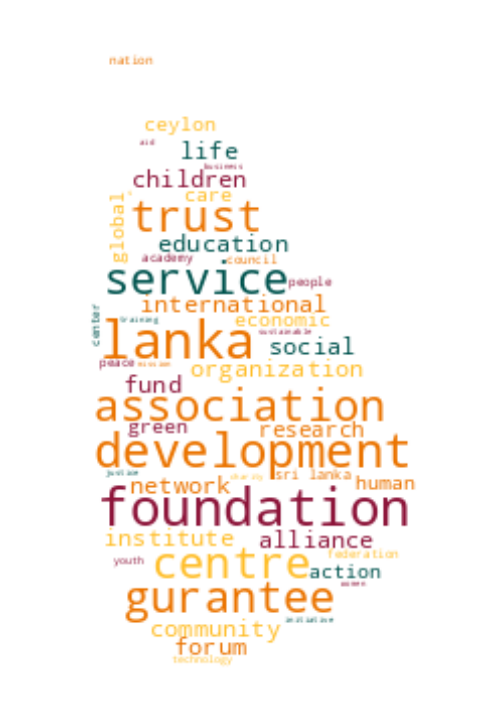 nation
ceylon
aid
life
business
children
care
global
trust
education
academy
council
service
people
international
center
training
economic
sustainable
lanka
social
peace
mission
organization
fund
association
green
research
development
justice
sri lanka
network
human
foundation
institute
alliance
federation
youth
centre
action
women
gurantee
initiative
community
forum
technology